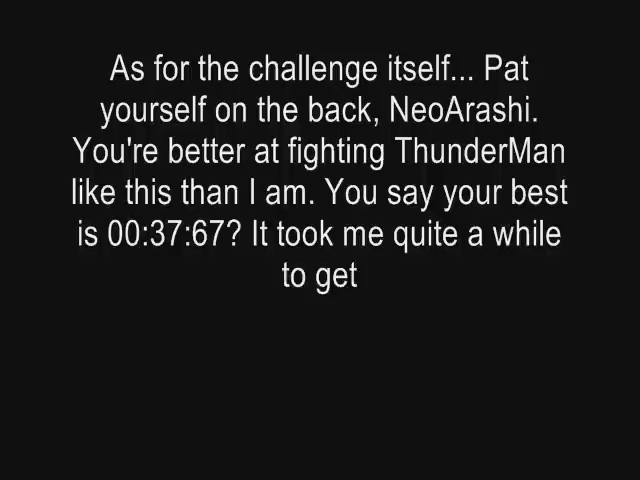 As for the challenge itself... Pat
yourself on the back, NeoArashi.
You're better at fighting ThunderMan
like this than I am. You say your best
is 00:37:67? It took me quite a while
to get